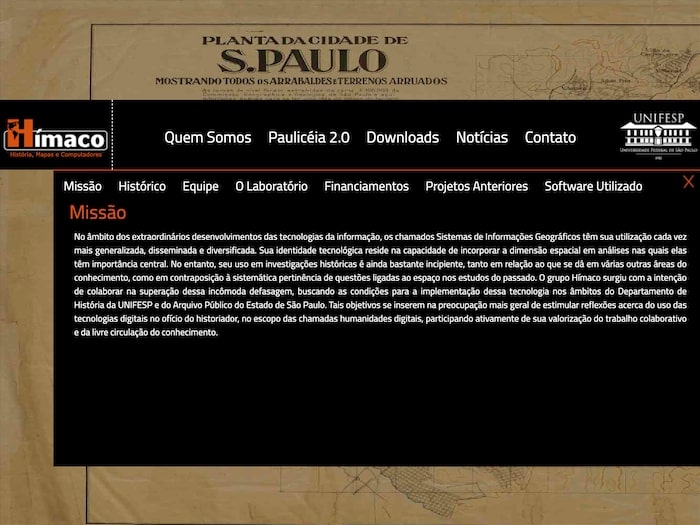 PLANTA DA CIDADE DE
S. PAULO
MOSTRANDO TODOS OS ARRABALDES E TERRENOS ARRUADOS
Hímaco
História, Mapas e Computadores
Quem Somos Paulicéia 2.0 Downloads Notícias Contato
UNIFESP
UNIVERSIDADE FEDERAL DE SÃO PAULO
Missão Histórico Equipe O Laboratório Financiamentos Projetos Anteriores Software Utilizado X
Missão
No âmbito dos extraordinários desenvolvimentos das tecnologias da informação, os chamados Sistemas de Informações Geográficos têm sua utilização cada vez
mais generalizada, disseminada e diversificada. Sua identidade tecnológica reside na capacidade de incorporar a dimensão espacial em análises nas quais elas
têm importância central. No entanto, seu uso em investigações históricas é ainda bastante incipiente, tanto em relação ao que se dá em várias outras áreas do
conhecimento, como em contraposição à sistemática pertinência de questões ligadas ao espaço nos estudos do passado. O grupo Hímaco surgiu com a intenção
de colaborar na superação dessa incômoda defasagem, buscando as condições para a implementação dessa tecnologia nos âmbitos do Departamento de
História da UNIFESP e do Arquivo Público do Estado de São Paulo. Tais objetivos se inserem na preocupação mais geral de estimular reflexões acerca do uso das
tecnologias digitais no ofício do historiador, no escopo das chamadas humanidades digitais, participando ativamente de sua valorização do trabalho colaborativo
e da livre circulação do conhecimento.